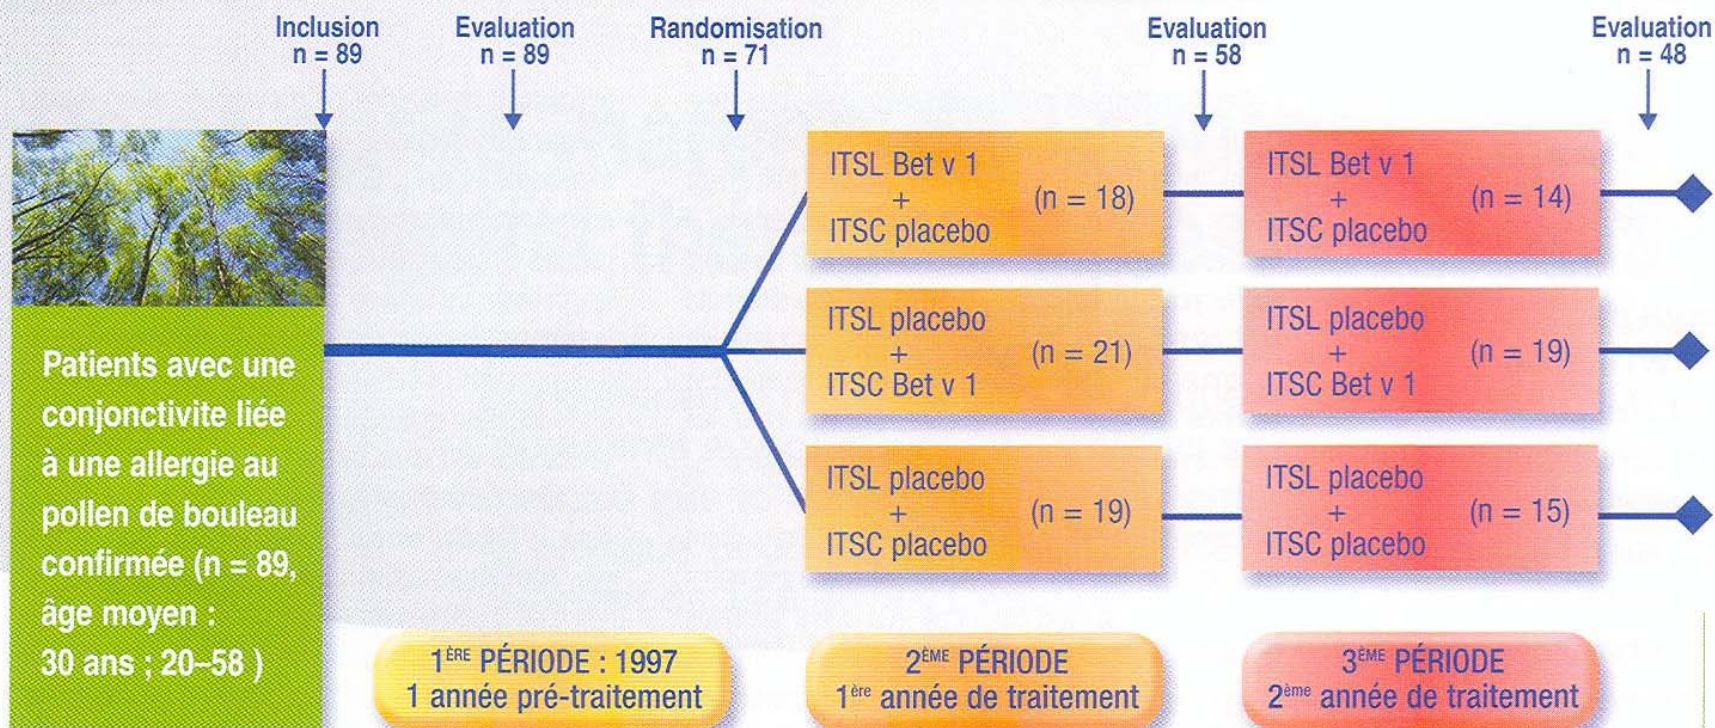 Inclusion
n = 89
Evaluation
n = 89
Randomisation
n = 71
Evaluation
n = 58
Evaluation
n = 48
Patients avec une
conjonctivite liée
à une allergie au
pollen de bouleau
confirmée (n = 89,
âge moyen :
30 ans ; 20–58 )
ITSL Bet v 1
+ (n = 18)
ITSC placebo
ITSL Bet v 1
+ (n = 14)
ITSC placebo
ITSL placebo
+ (n = 21)
ITSC Bet v 1
ITSL placebo
+ (n = 19)
ITSC Bet v 1
ITSL placebo
+ (n = 19)
ITSC placebo
ITSL placebo
+ (n = 15)
ITSC placebo
1ÈRE PÉRIODE : 1997
1 année pré-traitement
2ÈME PÉRIODE
1ère année de traitement
3ÈME PÉRIODE
2ème année de traitement